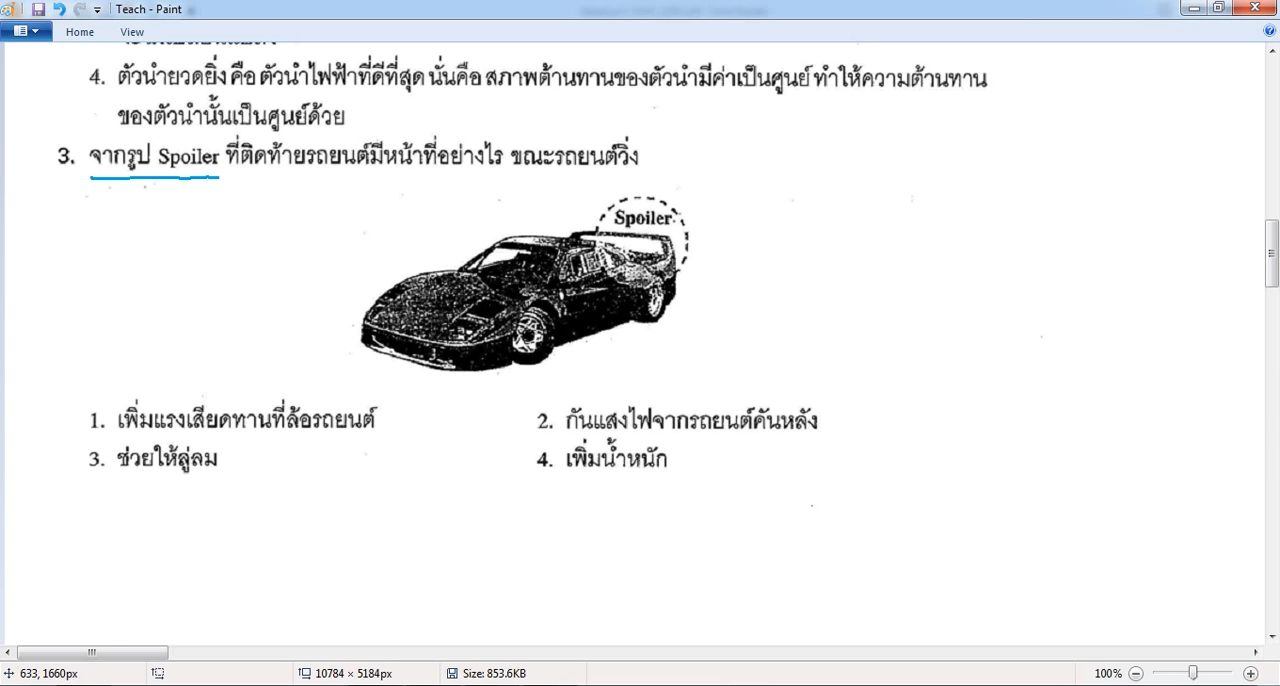 Teach - Paint
Home View
4. ตัวนำยวดยิ่ง คือ ตัวนำไฟฟ้าที่ดีที่สุด นั่นคือ สภาพต้านทานของตัวนำมีค่าเป็นศูนย์ ทำให้ความต้านทาน
ของตัวนำนั้นเป็นศูนย์ด้วย
3. จากรูป Spoiler ที่ติดท้ายรถยนต์มีหน้าที่อย่างไร ขณะรถยนต์วิ่ง
Spoiler
1. เพิ่มแรงเสียดทานที่ล้อรถยนต์ 2. กันแสงไฟจากรถยนต์คันหลัง
3. ช่วยให้ลู่ลม 4. เพิ่มน้ำหนัก
633, 1660px 10784 × 5184px Size: 853.6KB 100%